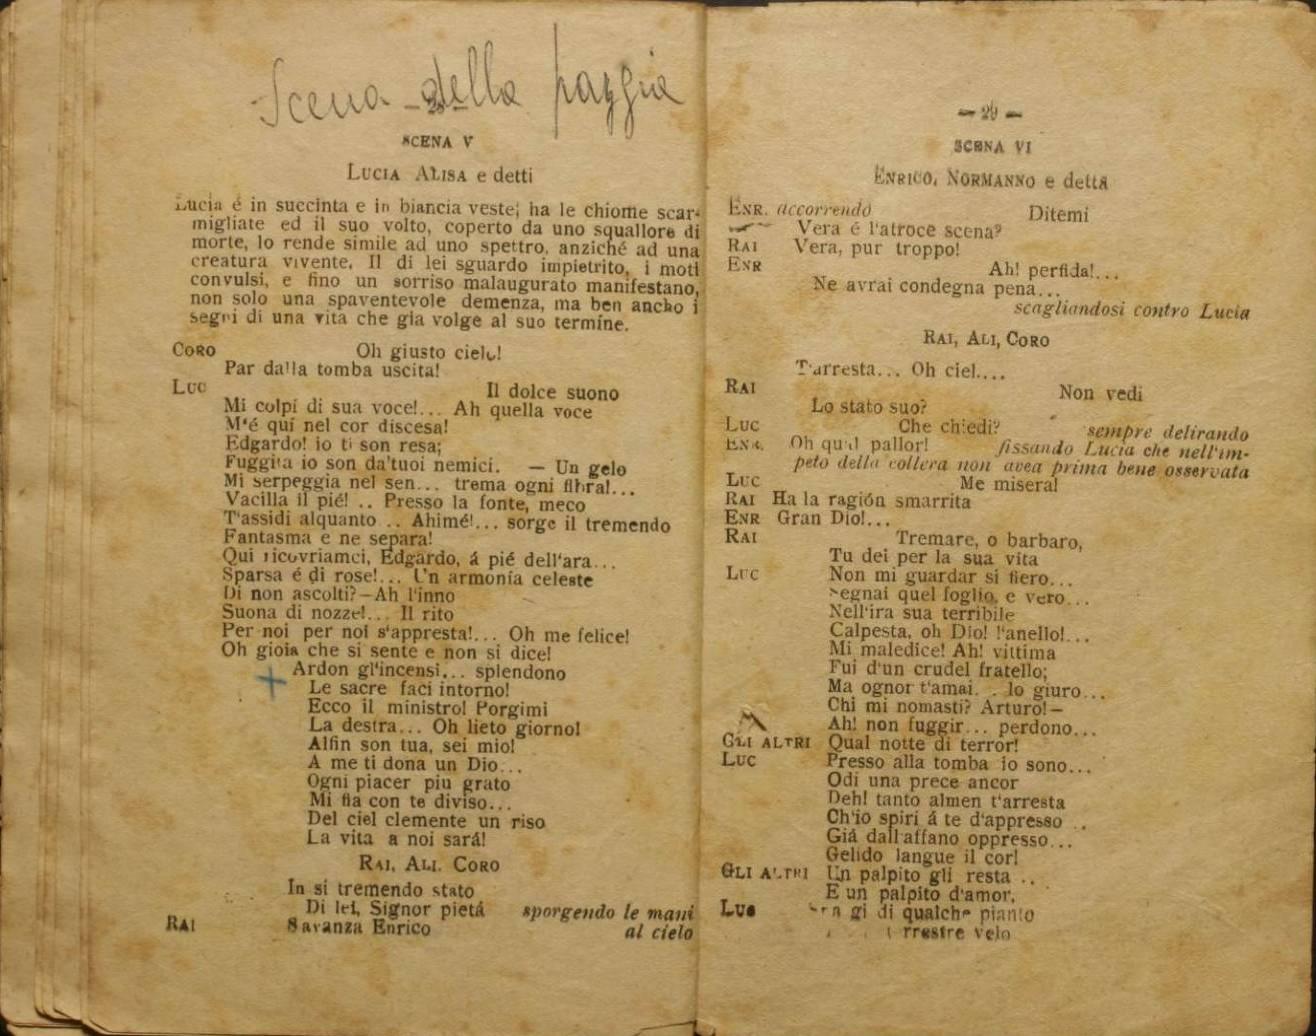 Scena della pazzia
SCENA V
LUCIA ALISA e detti
Lucia é in succinta e in biancia veste; ha le chiome scar-
migliate ed il suo volto, coperto da uno squallore di
morte, lo rende simile ad uno spettro, anziché ad una
creatura vivente. Il di lei sguardo impietrito, i moti
convulsi, e fino un sorriso malaugurato manifestano,
non solo una spaventevole demenza, ma ben ancho i
segni di una vita che gia volge al suo termine.
CORO Oh giusto cielo!
Par dalla tomba uscita!
LUC Il dolce suono
Mi colpí di sua voce!... Ah quella voce
M'é qui nel cor discesa!
Edgardo! io ti son resa;
Fuggita io son da'tuoi nemici. — Un gelo
Mi serpeggia nel sen... trema ogni fibra!...
Vacilla il pié! .. Presso la fonte, meco
T'assidi alquanto .. Ahimé!... sorge il tremendo
Fantasma e ne separa!
Qui ricovriamci, Edgardo, á pié dell'ara...
Sparsa é di rose!... Un armonía celeste
Di non ascolti?—Ah l'inno
Suona di nozze!... Il rito
Per noi per noi s'appresta!... Oh me felice!
Oh gioia che si sente e non si dice!
Ardon gl'incensi... splendono
Le sacre faci intorno!
Ecco il ministro! Porgimi
La destra... Oh lieto giorno!
Alfin son tua, sei mio!
A me ti dona un Dio...
Ogni piacer piu grato
Mi fia con te diviso...
Del ciel clemente un riso
La vita a noi sará!
RAI, ALI. CORO
In si tremendo stato
Di lei, Signor pietá sporgendo le mani
RAI S avanza Enrico al cielo
— 29 —
SCENA VI
ENRICO, NORMANNO e detta
ENR. accorrendo Ditemi
Vera é l'atroce scena?
RAI Vera, pur troppo!
ENR Ah! perfida!...
Ne avrai condegna pena...
scagliandosi contro Lucia
RAI, ALI, CORO
T'arresta... Oh ciel....
RAI Non vedi
Lo stato suo?
LUC Che chiedi? sempre delirando
ENR. Oh qual pallor! fissando Lucia che nell'im-
peto della collera non avea prima bene osservata
LUC Me misera!
RAI Ha la ragión smarrita
ENR Gran Dio!...
RAI Tremare, o barbaro,
Tu dei per la sua vita
LUC Non mi guardar si fiero...
Segnai quel foglio, e vero...
Nell'ira sua terribile
Calpesta, oh Dio! l'anello!...
Mi maledice! Ah! vittima
Fui d'un crudel fratello;
Ma ognor t'amai. . lo giuro...
Chi mi nomasti? Arturo!—
Ah! non fuggir... perdono...
GLI ALTRI Qual notte di terror!
LUC Presso alla tomba io sono...
Odi una prece ancor
Deh! tanto almen t'arresta
Ch'io spiri á te d'appresso ..
Giá dall'affano oppresso...
Gelido langue il cor!
GLI ALTRI Un palpito gli resta ..
E un palpito d'amor.
LUC gi di qualche pianto
rrestre velo